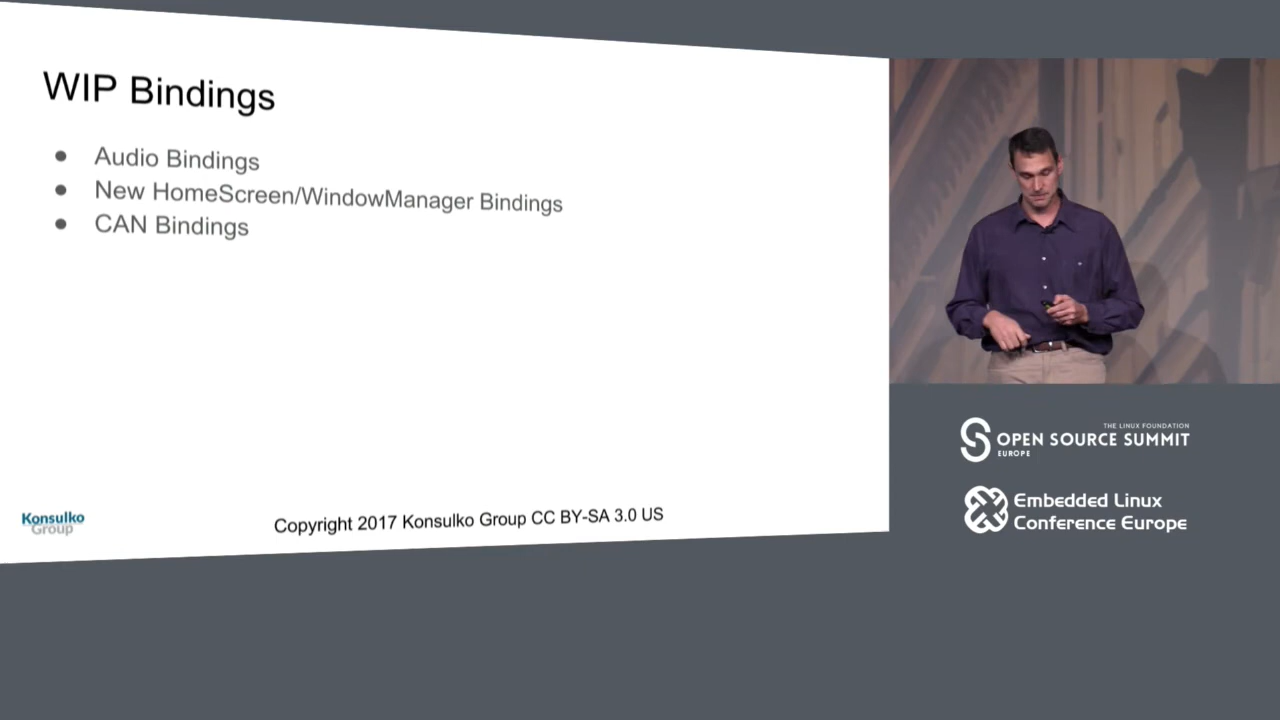 WIP Bindings
● Audio Bindings
● New HomeScreen/WindowManager Bindings
● CAN Bindings
Konsulko
Group
Copyright 2017 Konsulko Group CC BY-SA 3.0 US
THE LINUX FOUNDATION
OPEN SOURCE SUMMIT
EUROPE
Embedded Linux
Conference Europe